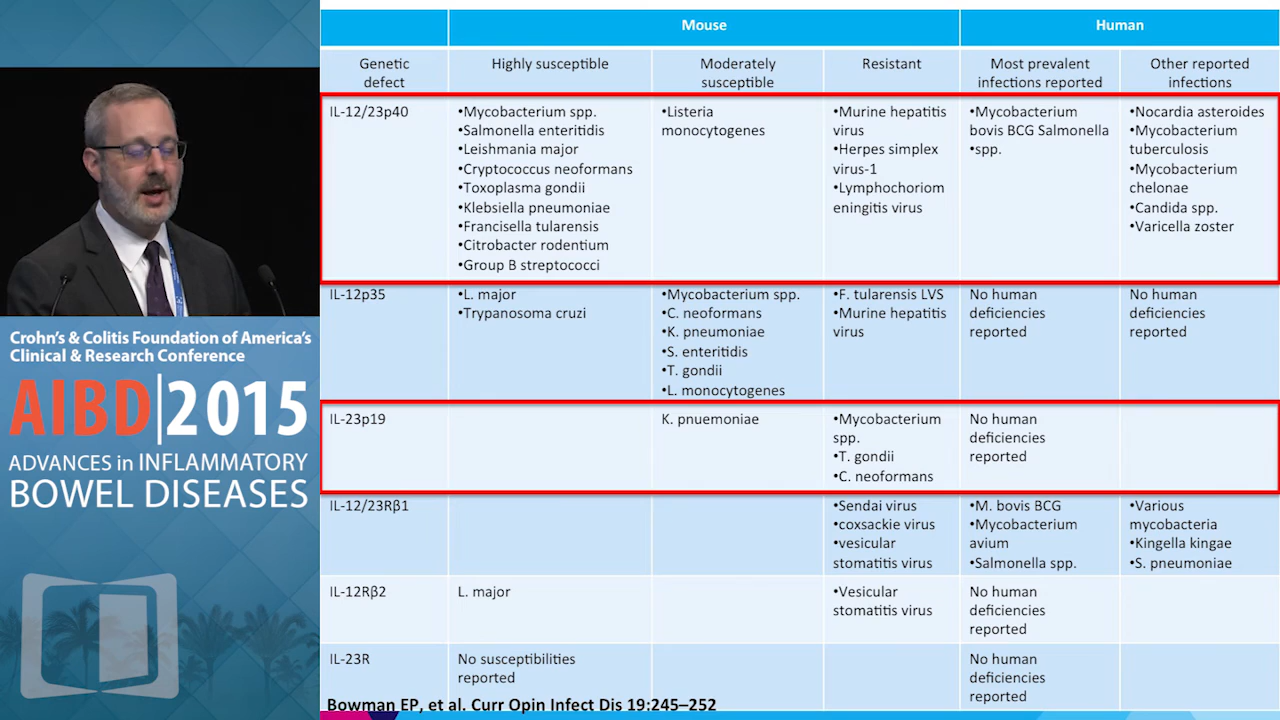 Mouse
Human
Genetic defect
Highly susceptible
Moderately susceptible
Resistant
Most prevalent infections reported
Other reported infections
IL-12/23p40
•Mycobacterium spp.
•Salmonella enteritidis
•Leishmania major
•Cryptococcus neoformans
•Toxoplasma gondii
•Klebsiella pneumoniae
•Francisella tularensis
•Citrobacter rodentium
•Group B streptococci
•Listeria
monocytogenes
•Murine hepatitis
virus
•Herpes simplex
virus-1
•Lymphochoriom
eningitis virus
•Mycobacterium
bovis BCG Salmonella
•spp.
•Nocardia asteroides
•Mycobacterium
tuberculosis
•Mycobacterium
chelonae
•Candida spp.
•Varicella zoster
IL-12p35
•L. major
•Trypanosoma cruzi
•Mycobacterium spp.
•C. neoformans
•K. pneumoniae
•S. enteritidis
•T. gondii
•L. monocytogenes
•F. tularensis LVS
•Murine hepatitis
virus
No human
deficiencies
reported
No human
deficiencies
reported
IL-23p19
K. pnuemoniae
•Mycobacterium
spp.
•T. gondii
•C. neoformans
No human
deficiencies
reported
IL-12/23Rβ1
•Sendai virus
•coxsackie virus
•vesicular
stomatitis virus
•M. bovis BCG
•Mycobacterium
avium
•Salmonella spp.
•Various
mycobacteria
•Kingella kingae
•S. pneumoniae
IL-12Rβ2
L. major
•Vesicular
stomatitis virus
No human
deficiencies
reported
IL-23R
No susceptibilities
reported
No human
deficiencies
reported
Bowman EP, et al. Curr Opin Infect Dis 19:245–252
Crohn's & Colitis Foundation of America's
Clinical & Research Conference
AIBD|2015
ADVANCES in INFLAMMATORY
BOWEL DISEASES